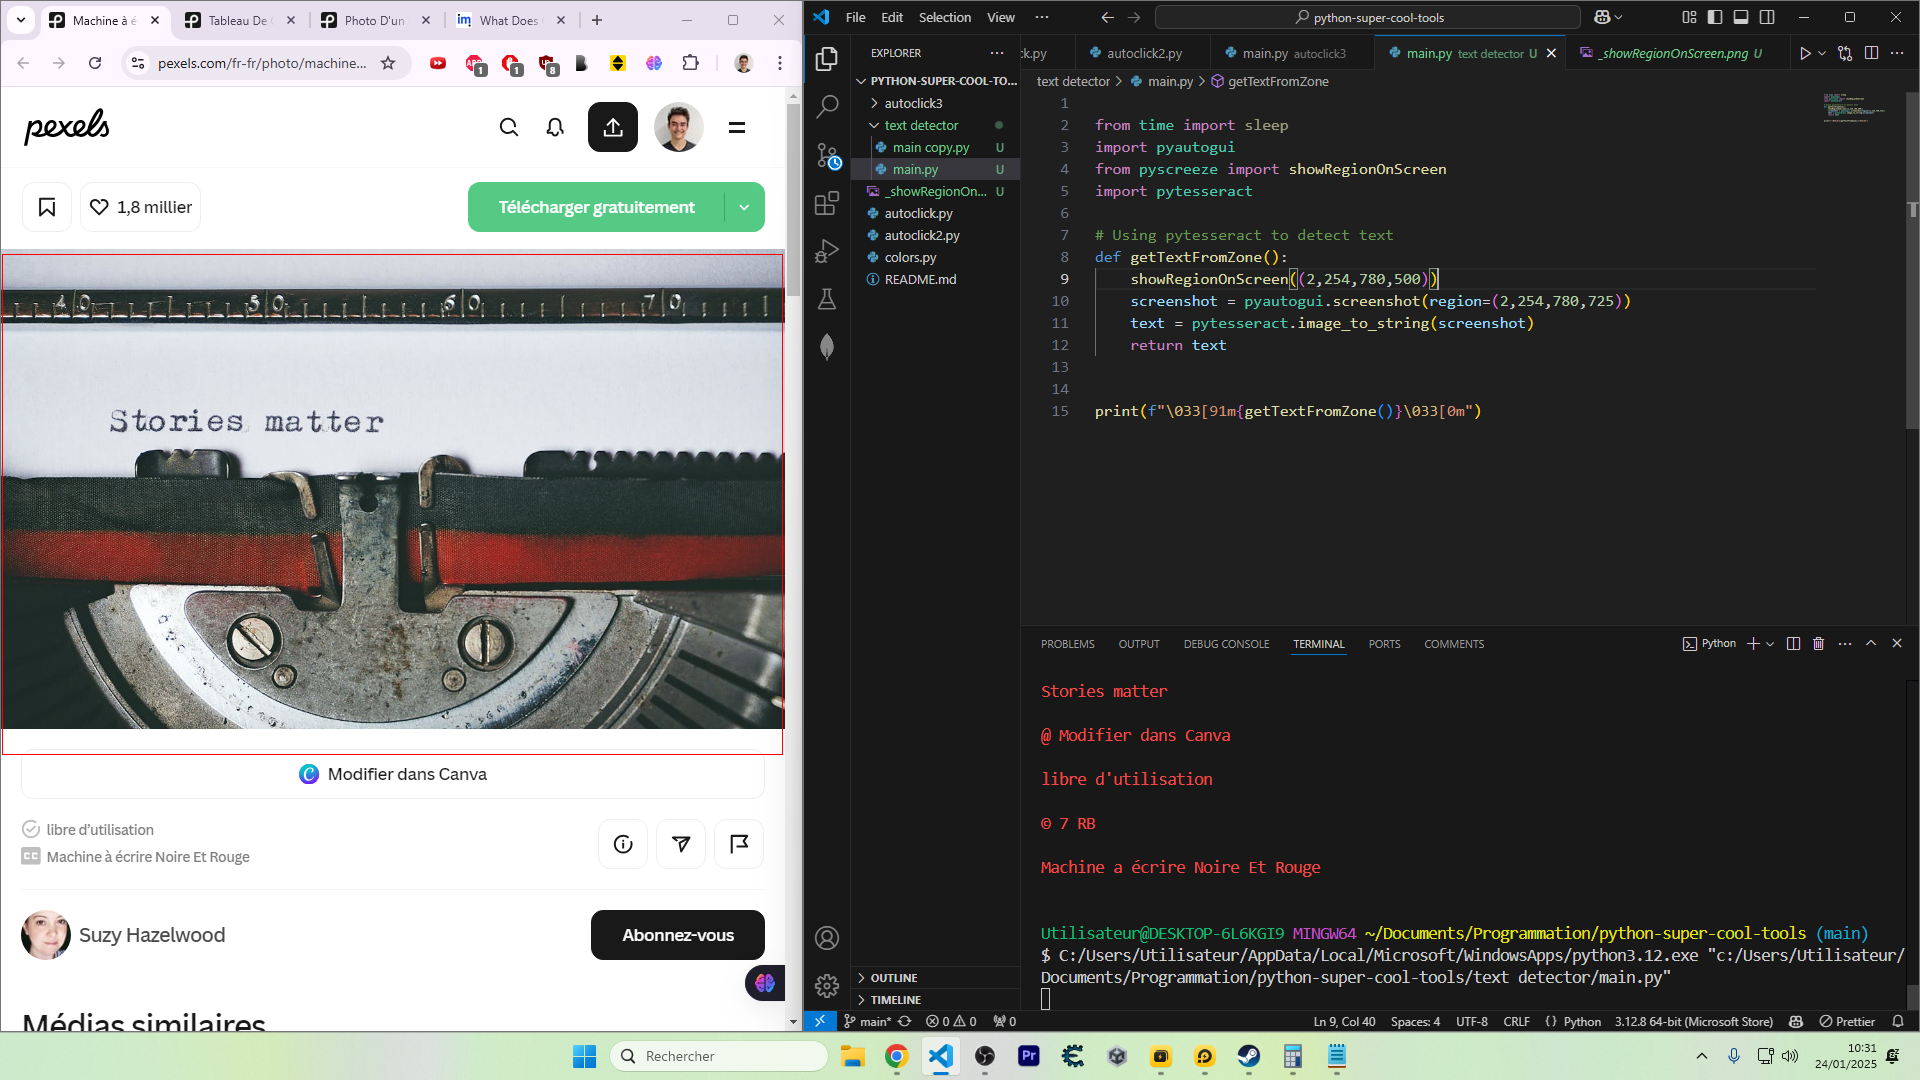 Machine à é
Tableau De
Photo D'un
What Does
pexels.com/fr-fr/photo/machine...
1
1
8
pexels
1,8 millier
Télécharger gratuitement
40 50 60 70
Stories matter
Modifier dans Canva
libre d'utilisation
CC Machine à écrire Noire Et Rouge
Suzy Hazelwood
Abonnez-vous
Médias similaires
File Edit Selection View ···
python-super-cool-tools
EXPLORER ···
PYTHON-SUPER-COOL-TO...
autoclick3
text detector
main copy.py U
main.py U
_showRegionOn... U
autoclick.py
autoclick2.py
colors.py
README.md
OUTLINE
TIMELINE
ck.py
autoclick2.py
main.py autoclick3
main.py text detector U
_showRegionOnScreen.png U
text detector > main.py > getTextFromZone
1
2 from time import sleep
3 import pyautogui
4 from pyscreeze import showRegionOnScreen
5 import pytesseract
6
7 # Using pytesseract to detect text
8 def getTextFromZone():
9 showRegionOnScreen((2,254,780,500))
10 screenshot = pyautogui.screenshot(region=(2,254,780,725))
11 text = pytesseract.image_to_string(screenshot)
12 return text
13
14
15 print(f"\033[91m{getTextFromZone()}\033[0m")
PROBLEMS OUTPUT DEBUG CONSOLE TERMINAL PORTS COMMENTS
Python
Stories matter
@ Modifier dans Canva
libre d'utilisation
© 7 RB
Machine a écrire Noire Et Rouge
Utilisateur@DESKTOP-6L6KGI9 MINGW64 ~/Documents/Programmation/python-super-cool-tools (main)
$ C:/Users/Utilisateur/AppData/Local/Microsoft/WindowsApps/python3.12.exe "c:/Users/Utilisateur/
Documents/Programmation/python-super-cool-tools/text detector/main.py"
main* 0 0 0
Ln 9, Col 40 Spaces: 4 UTF-8 CRLF {} Python 3.12.8 64-bit (Microsoft Store) Prettier
Rechercher
Pr
10:31
24/01/2025